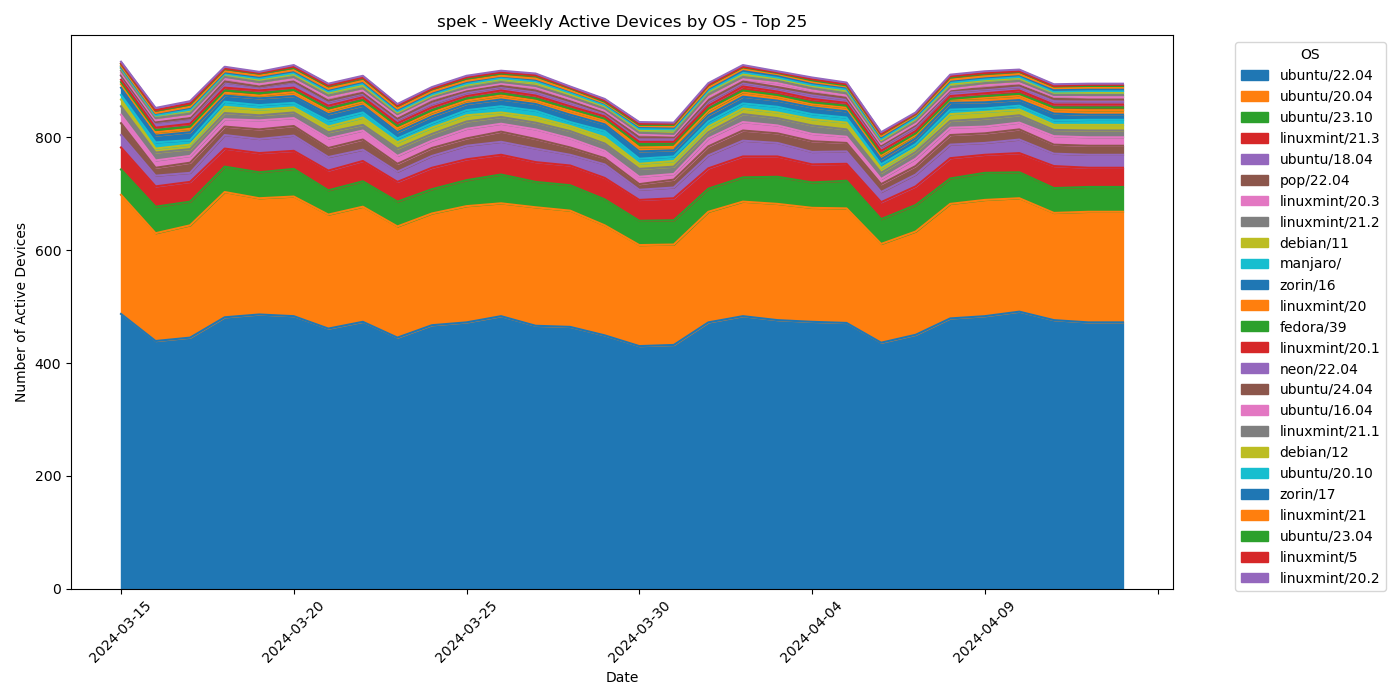 spek - Weekly Active Devices by OS - Top 25
Number of Active Devices
800
600
400
200
0
2024-03-15
2024-03-20
2024-03-25
2024-03-30
2024-04-04
2024-04-09
Date
OS
ubuntu/22.04
ubuntu/20.04
ubuntu/23.10
linuxmint/21.3
ubuntu/18.04
pop/22.04
linuxmint/20.3
linuxmint/21.2
debian/11
manjaro/
zorin/16
linuxmint/20
fedora/39
linuxmint/20.1
neon/22.04
ubuntu/24.04
ubuntu/16.04
linuxmint/21.1
debian/12
ubuntu/20.10
zorin/17
linuxmint/21
ubuntu/23.04
linuxmint/5
linuxmint/20.2